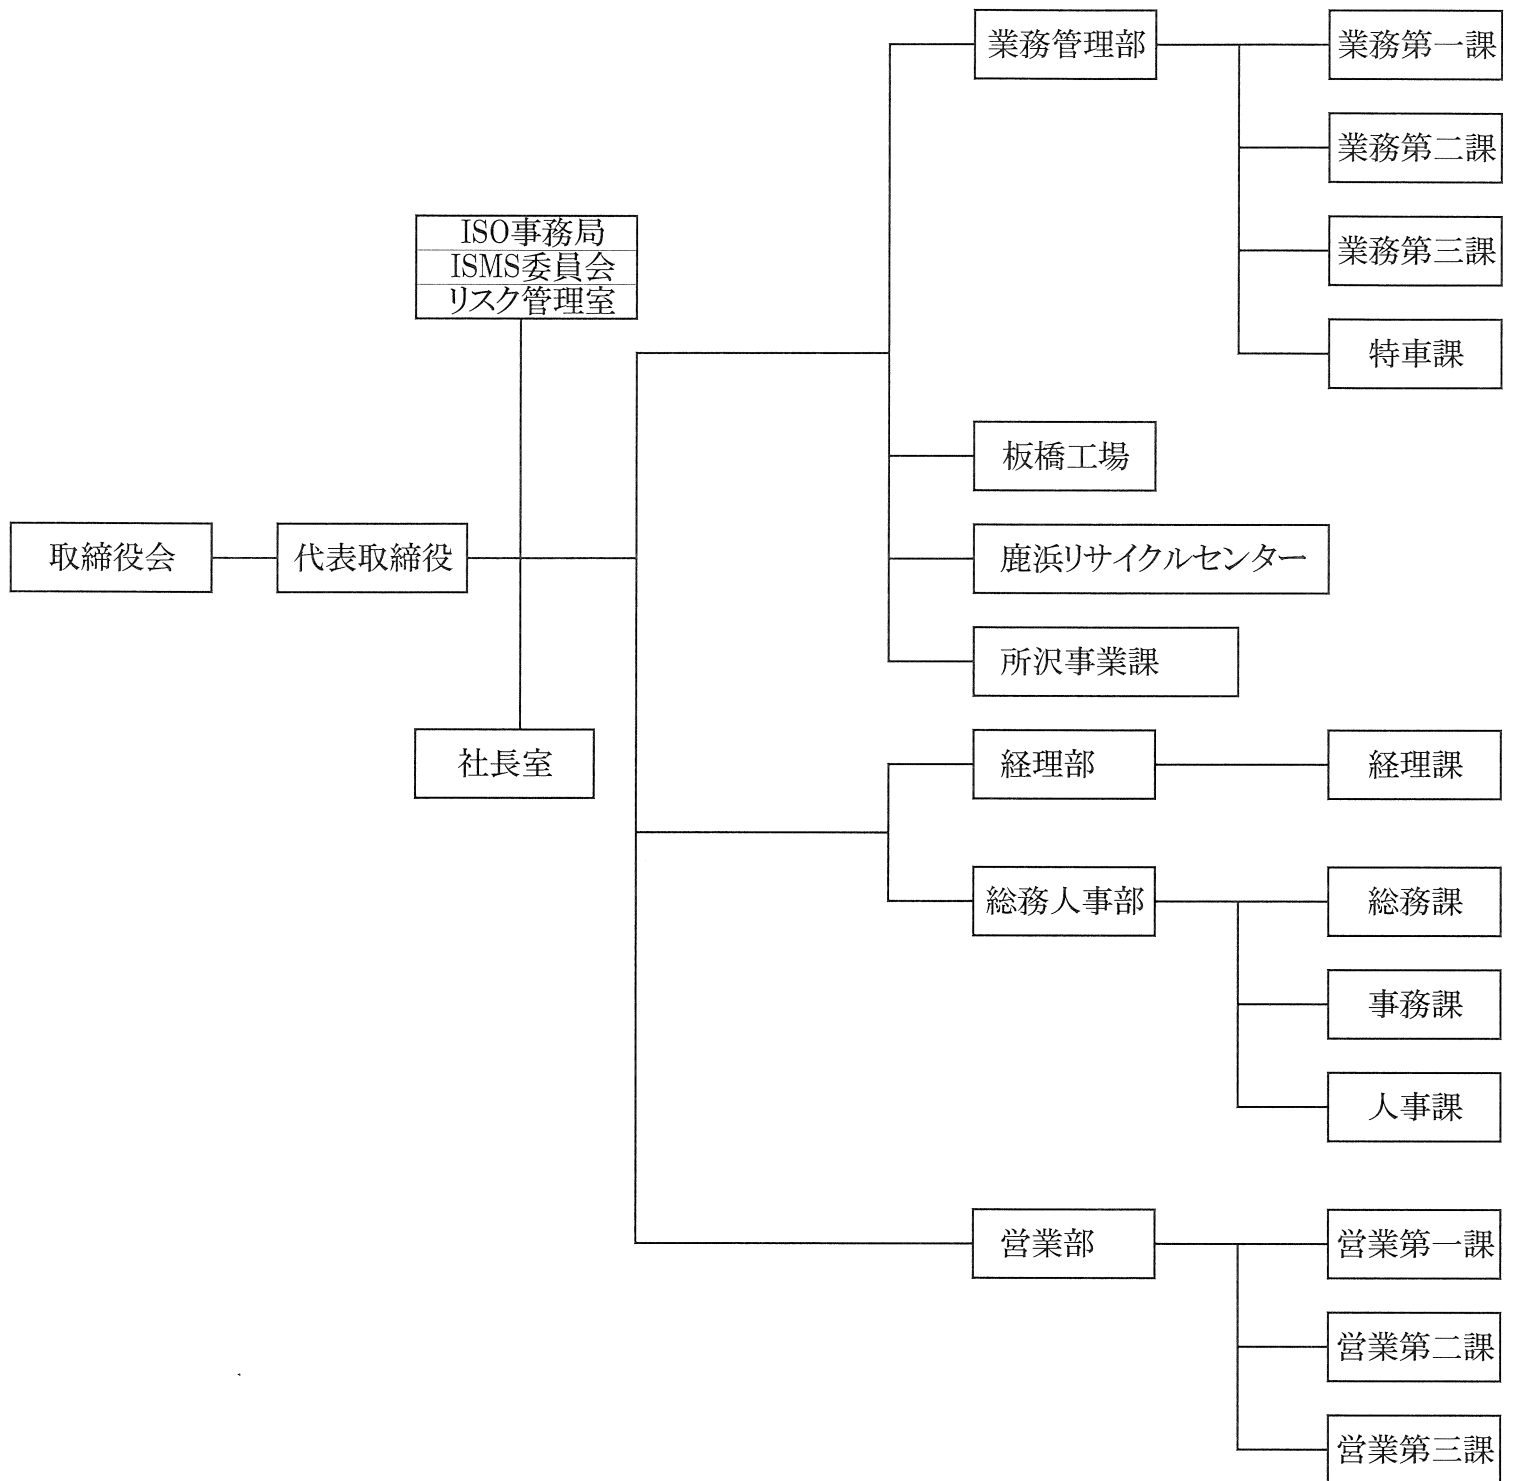 業務管理部
業務第一課
業務第二課
業務第三課
特車課
ISO事務局
ISMS委員会
リスク管理室
板橋工場
取締役会
代表取締役
鹿浜リサイクルセンター
所沢事業課
社長室
経理部
経理課
総務人事部
総務課
事務課
人事課
営業部
営業第一課
営業第二課
営業第三課